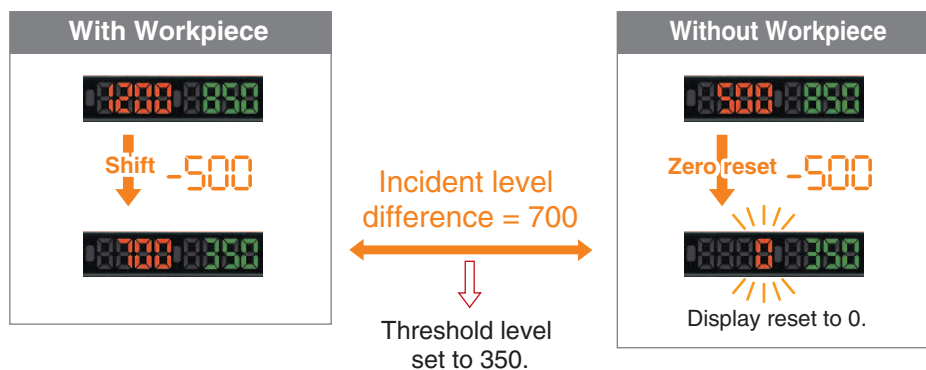 With Workpiece
1200 850
Shift -500
700 350
Incident level
difference = 700
Threshold level
set to 350.
Without Workpiece
500 850
Zero reset -500
0 350
Display reset to 0.